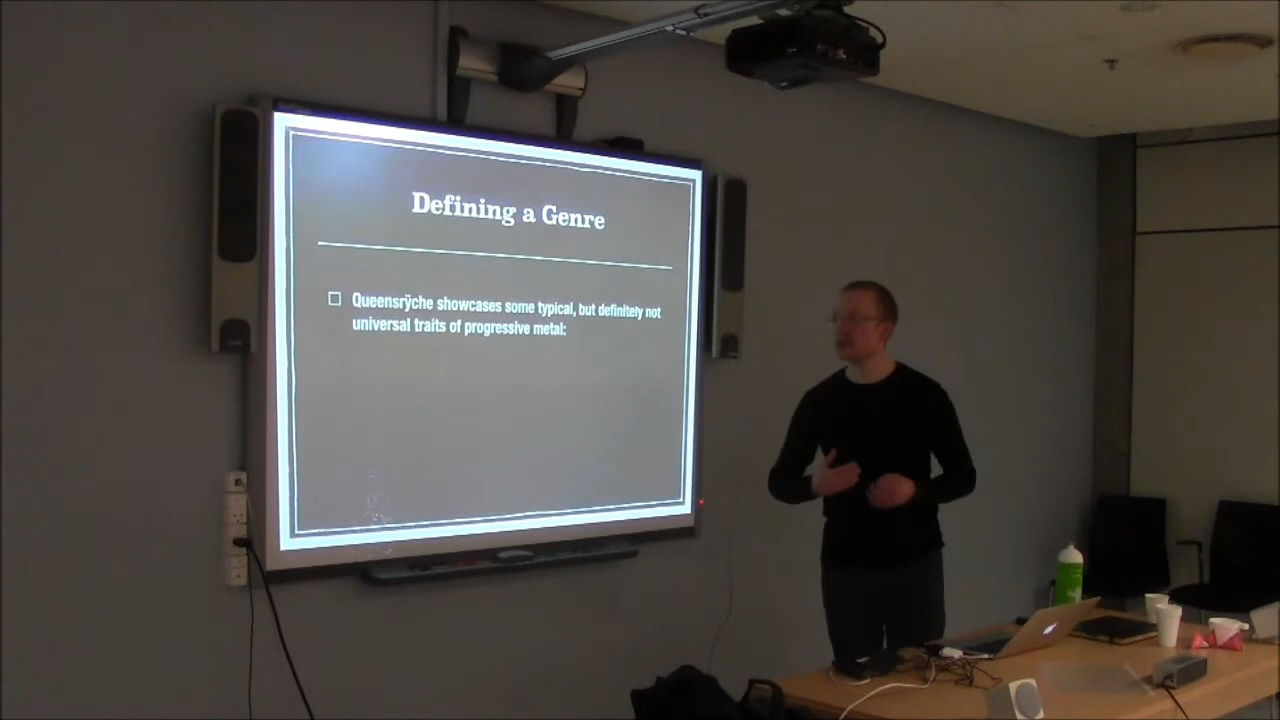 Defining a Genre
Queensrÿche showcases some typical, but definitely not
universal traits of progressive metal: